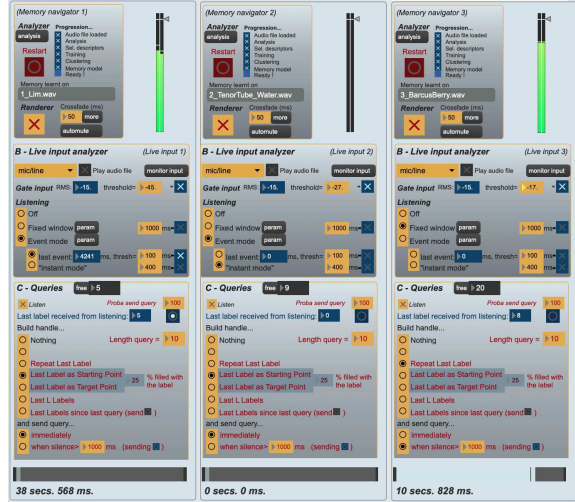 (Memory navigator 1)
Analyzer Progression...
analysis
Audio file loaded
Analysis
Sel. descriptors
Training
Clustering
Memory model
Ready !
Restart
Memory learnt on
1_Lim.wav
Renderer Crossfade (ms)
50 more
automute
B - Live input analyzer (Live input 1)
mic/line Play audio file monitor input
Gate input RMS: -15. threshold= -45.
Listening
Off
Fixed window param 1000 ms
Event mode param
last event: 4241 ms, thresh= 100 ms
"instant mode" 400 ms
C - Queries free 5
Listen Proba send query 100
Last label received from listening: 5
Build handle...
Nothing Length query = 10
Repeat Last Label
Last Label as Starting Point
Last Label as Target Point
25 % filled with the label
Last L Labels
Last Labels since last query (send )
and send query...
immediately
when silence> 1000 ms (sending )
38 secs. 568 ms.
(Memory navigator 2)
Analyzer Progression...
analysis
Audio file loaded
Analysis
Sel. descriptors
Training
Clustering
Memory model
Ready !
Restart
Memory learnt on
2_TenorTube_Water.wav
Renderer Crossfade (ms)
50 more
automute
B - Live input analyzer (Live input 2)
mic/line Play audio file monitor input
Gate input RMS: -15. threshold= -27.
Listening
Off
Fixed window param 1000 ms
Event mode param
last event: 0 ms, thresh= 100 ms
"instant mode" 400 ms
C - Queries free 9
Listen Proba send query 100
Last label received from listening: 0
Build handle...
Nothing Length query = 10
Repeat Last Label
Last Label as Starting Point
Last Label as Target Point
25 % filled with the label
Last L Labels
Last Labels since last query (send )
and send query...
immediately
when silence> 1000 ms (sending )
0 secs. 0 ms.
(Memory navigator 3)
Analyzer Progression...
analysis
Audio file loaded
Analysis
Sel. descriptors
Training
Clustering
Memory model
Ready !
Restart
Memory learnt on
3_BarcusBerry.wav
Renderer Crossfade (ms)
50 more
automute
B - Live input analyzer (Live input 3)
mic/line Play audio file monitor input
Gate input RMS: -15. threshold= -17.
Listening
Off
Fixed window param 1000 ms
Event mode param
last event: 0 ms, thresh= 100 ms
"instant mode" 400 ms
C - Queries free 20
Listen Proba send query 100
Last label received from listening: 8
Build handle...
Nothing Length query = 10
Repeat Last Label
Last Label as Starting Point
Last Label as Target Point
25 % filled with the label
Last L Labels
Last Labels since last query (send )
and send query...
immediately
when silence> 1000 ms (sending )
10 secs. 828 ms.